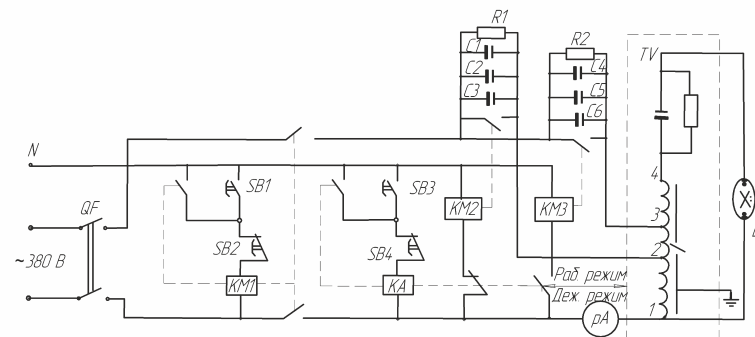 R1
C1
C2
C3
R2
C4
C5
C6
TV
N
QF
~380 В
SB1
SB2
KM1
SB3
SB4
KA
KM2
KM3
4
3
2
1
Раб режим
Деж режим
pA